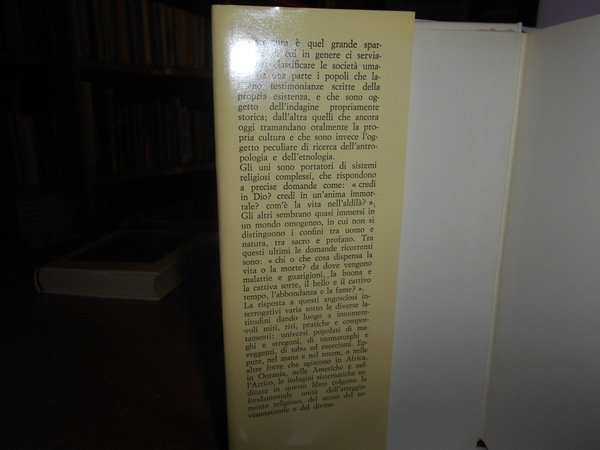 tura è quel grande spar-
cui in genere ci servia-
classificare le società uma-
una parte i popoli che la-
testimonianze scritte della
propria esistenza, e che sono og-
getto dell'indagine propriamente
storica; dall'altra quelli che ancora
oggi tramandano oralmente la pro-
pria cultura e che sono invece l'og-
getto peculiare di ricerca dell'antro-
pologia e dell'etnologia.
Gli uni sono portatori di sistemi
religiosi complessi, che rispondono
a precise domande come: « credi
in Dio? credi in un'anima immor-
tale? com'è la vita nell'aldilà? ».
Gli altri sembrano quasi immersi in
un mondo omogeneo, in cui non si
distinguono i confini tra uomo e
natura, tra sacro e profano. Tra
questi ultimi le domande ricorrenti
sono: « chi o che cosa dispensa la
vita o la morte? da dove vengono
malattie e guarigioni, la buona e
la cattiva sorte, il bello e il cattivo
tempo, l'abbondanza e la fame? ».
La risposta a questi angosciosi in-
terrogativi varia sotto le diverse la-
titudini dando luogo a innumere-
voli miti, riti, pratiche e compor-
tamenti: universi popolati di ma-
ghi e stregoni, di taumaturghi e
veggenti, di tabu ed esorcismi. Ep-
pure, nel mana e nel totem, o nelle
altre forme che agiscono in Africa,
in Oceania, nelle Americhe e nel-
l'Artico, le indagini sistematiche or-
dinate in questo libro colgono la
fondamentale unità dell'atteggia-
mento religioso, del senso del so-
vrannaturale e del divino.